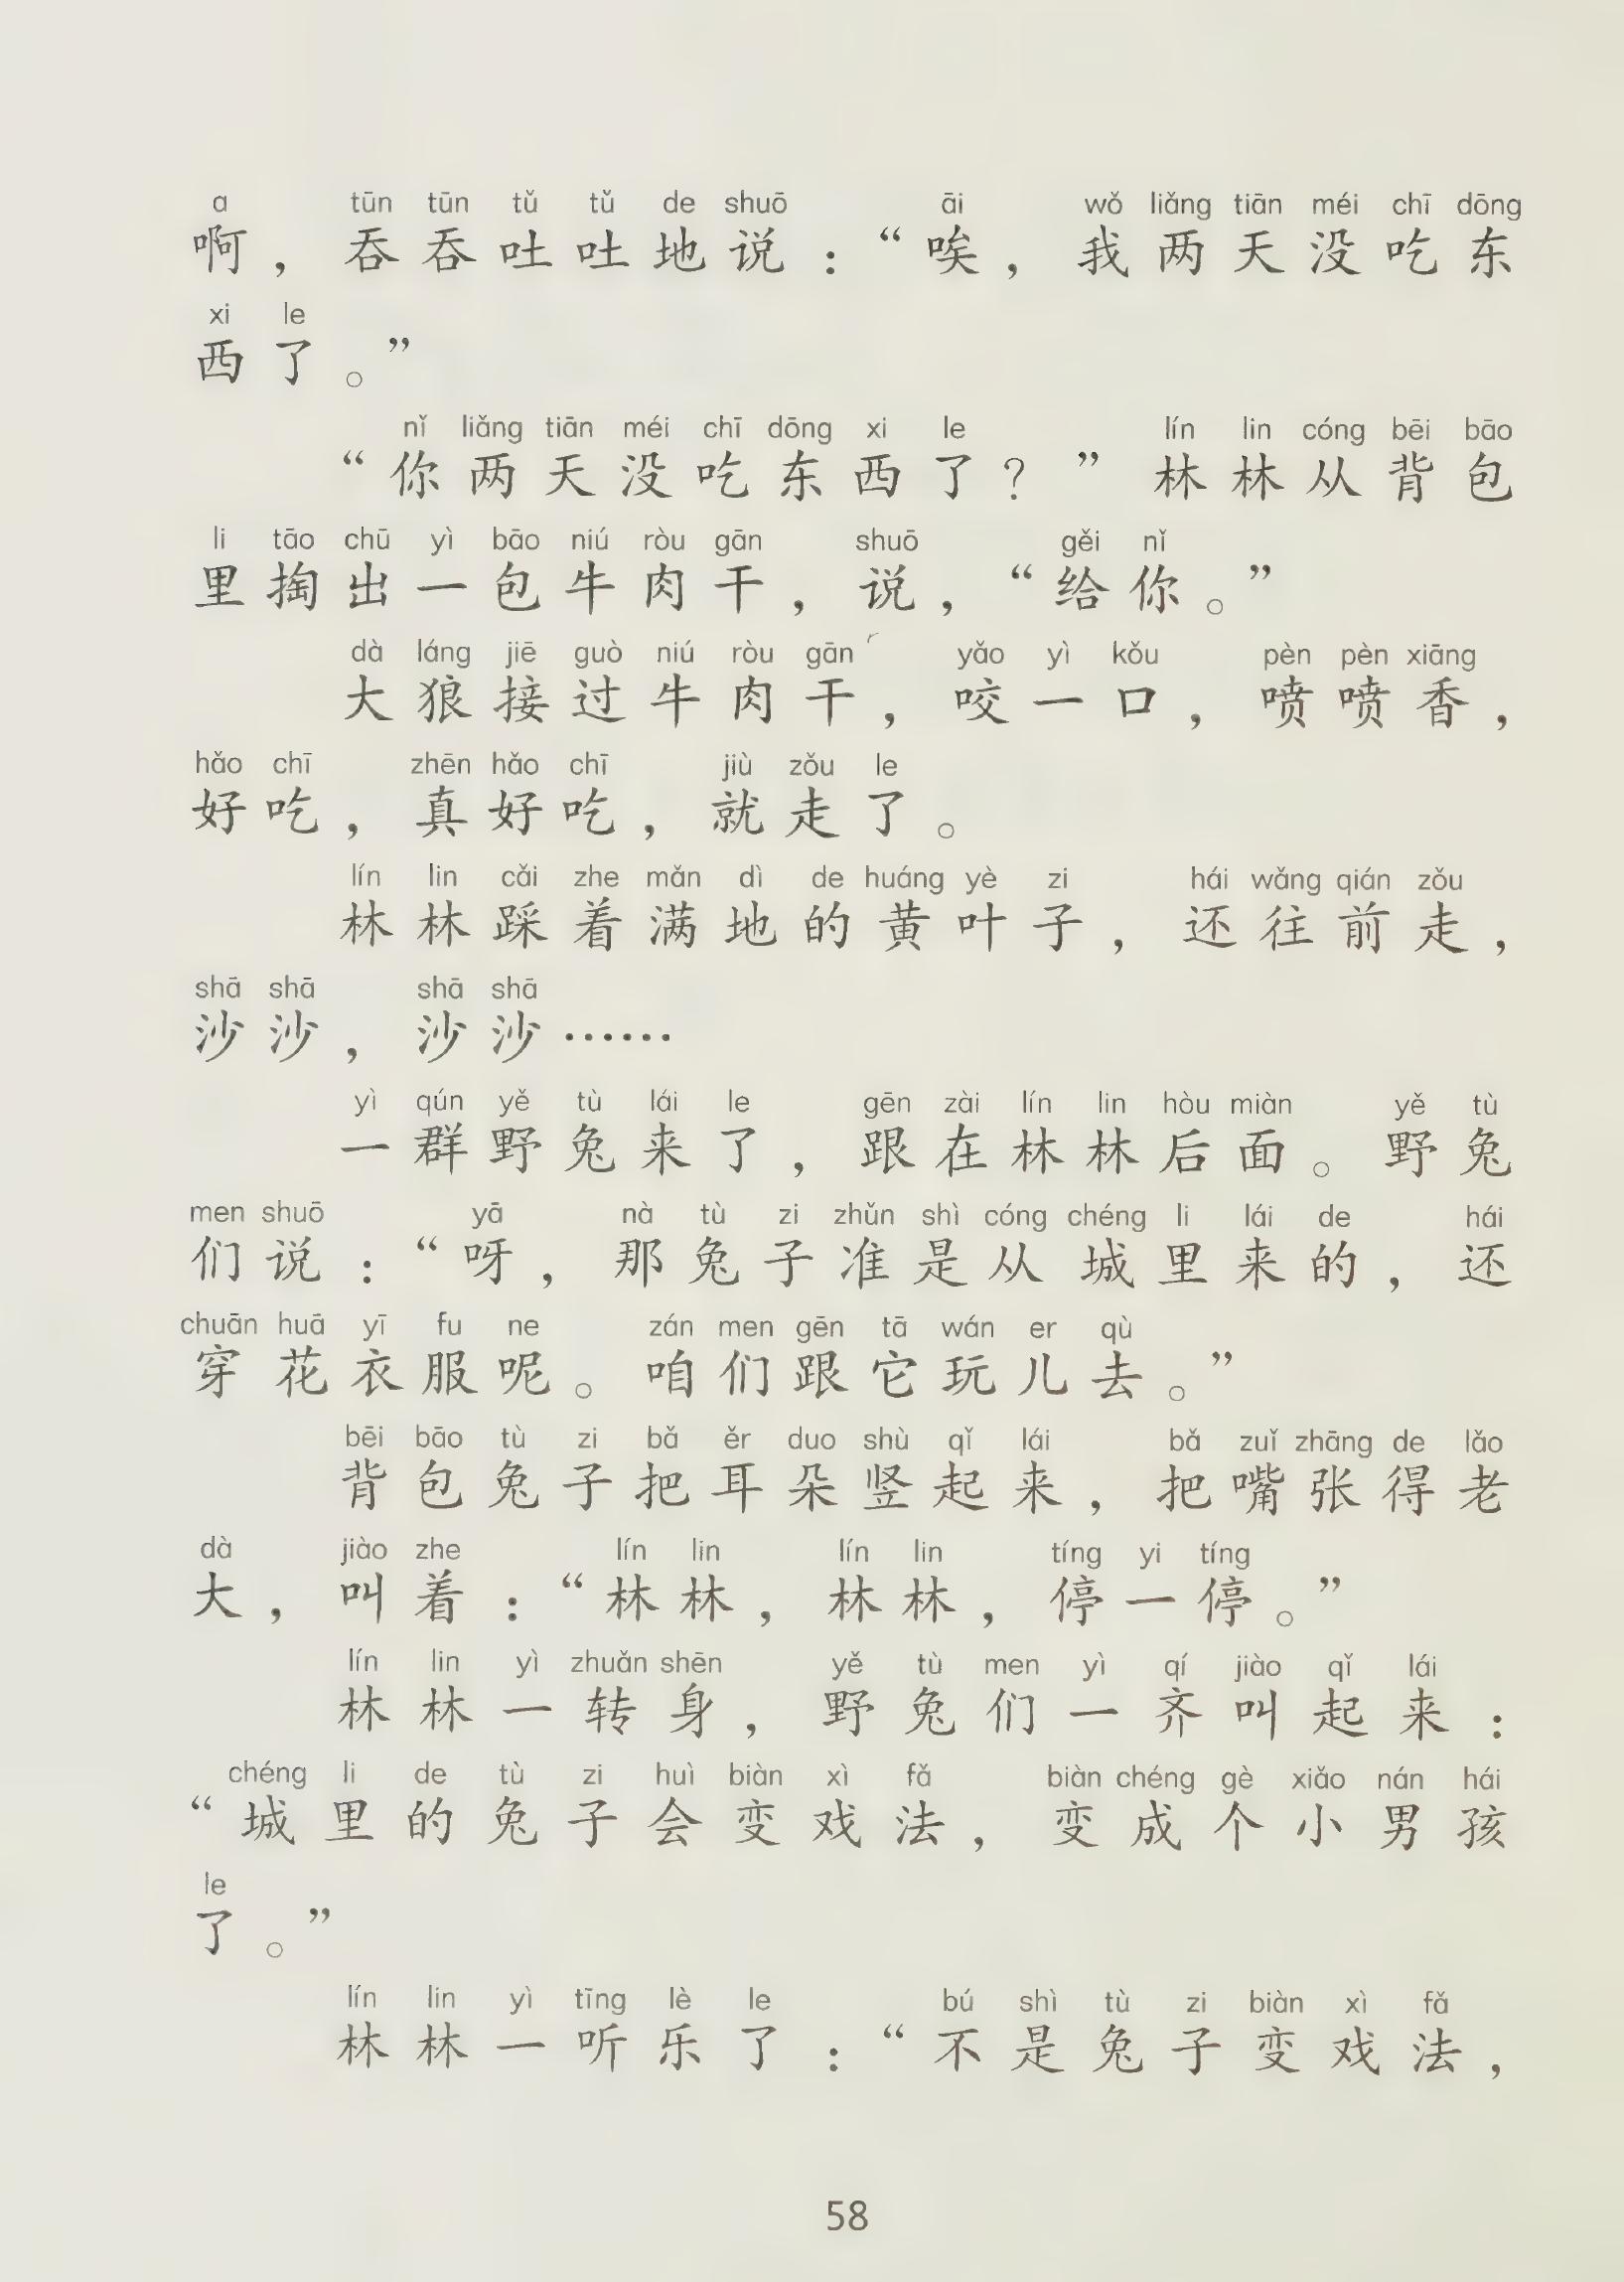 a tūn tūn tǔ tǔ de shuō āi wǒ liǎng tiān méi chī dōng
啊，吞吞吐吐地说：“唉，我两天没吃东
xi le
西了。”
nǐ liǎng tiān méi chī dōng xi le lín lin cóng bēi bāo
“你两天没吃东西了？”林林从背包
li tāo chū yì bāo niú ròu gān shuō gěi nǐ
里掏出一包牛肉干，说，“给你。”
dà láng jiē guò niú ròu gān yǎo yì kǒu pèn pèn xiāng
大狼接过牛肉干，咬一口，喷喷香，
hǎo chī zhēn hǎo chī jiù zǒu le
好吃，真好吃，就走了。
lín lin cǎi zhe mǎn dì de huáng yè zi hái wǎng qián zǒu
林林踩着满地的黄叶子，还往前走，
shā shā shā shā
沙沙，沙沙……
yì qún yě tù lái le gēn zài lín lin hòu miàn yě tù
一群野兔来了，跟在林林后面。野兔
men shuō yā nà tù zi zhǔn shì cóng chéng li lái de hái
们说：“呀，那兔子准是从城里来的，还
chuān huā yī fu ne zán men gēn tā wán er qù
穿花衣服呢。咱们跟它玩儿去。”
bēi bāo tù zi bǎ ěr duo shù qǐ lái bǎ zuǐ zhāng de lǎo
背包兔子把耳朵竖起来，把嘴张得老
dà jiào zhe lín lin lín lin tíng yi tíng
大，叫着：“林林，林林，停一停。”
lín lin yì zhuǎn shēn yě tù men yì qí jiào qǐ lái
林林一转身，野兔们一齐叫起来：
chéng li de tù zi huì biàn xì fǎ biàn chéng gè xiǎo nán hái
“城里的兔子会变戏法，变成个小男孩
le
了。”
lín lin yì tīng lè le bú shì tù zi biàn xì fǎ
林林一听乐了：“不是兔子变戏法，
58